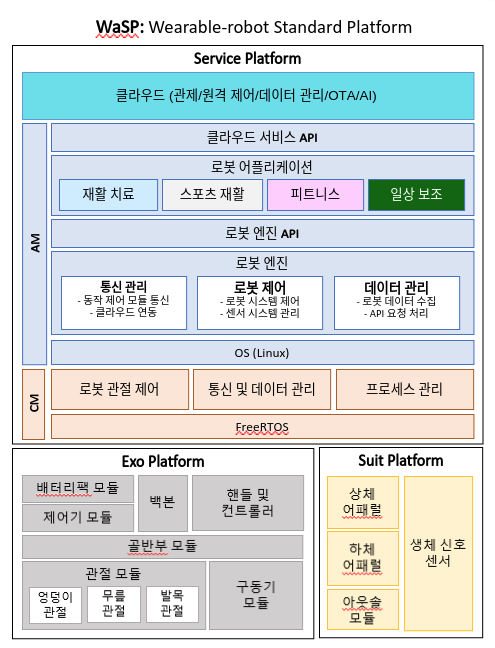 WaSP: Wearable-robot Standard Platform
Service Platform
클라우드 (관제/원격 제어/데이터 관리/OTA/AI)
AM
클라우드 서비스 API
로봇 어플리케이션
재활 치료
스포츠 재활
피트니스
일상 보조
로봇 엔진 API
로봇 엔진
통신 관리
- 동작 제어 모듈 통신
- 클라우드 연동
로봇 제어
- 로봇 시스템 제어
- 센서 시스템 관리
데이터 관리
- 로봇 데이터 수집
- API 요청 처리
OS (Linux)
CM
로봇 관절 제어
통신 및 데이터 관리
프로세스 관리
FreeRTOS
Exo Platform
배터리팩 모듈
제어기 모듈
백본
핸들 및
컨트롤러
골반부 모듈
관절 모듈
엉덩이
관절
무릎
관절
발목
관절
구동기
모듈
Suit Platform
상체
어패럴
하체
어패럴
아웃솔
모듈
생체 신호
센서